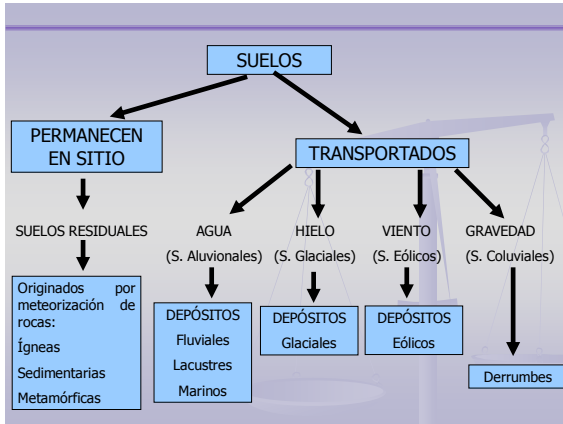 SUELOS
PERMANECEN
EN SITIO
TRANSPORTADOS
SUELOS RESIDUALES
AGUA
(S. Aluvionales)
HIELO
(S. Glaciales)
VIENTO
(S. Eólicos)
GRAVEDAD
(S. Coluviales)
Originados por
meteorización de
rocas:
Ígneas
Sedimentarias
Metamórficas
DEPÓSITOS
Fluviales
Lacustres
Marinos
DEPÓSITOS
Glaciales
DEPÓSITOS
Eólicos
Derrumbes